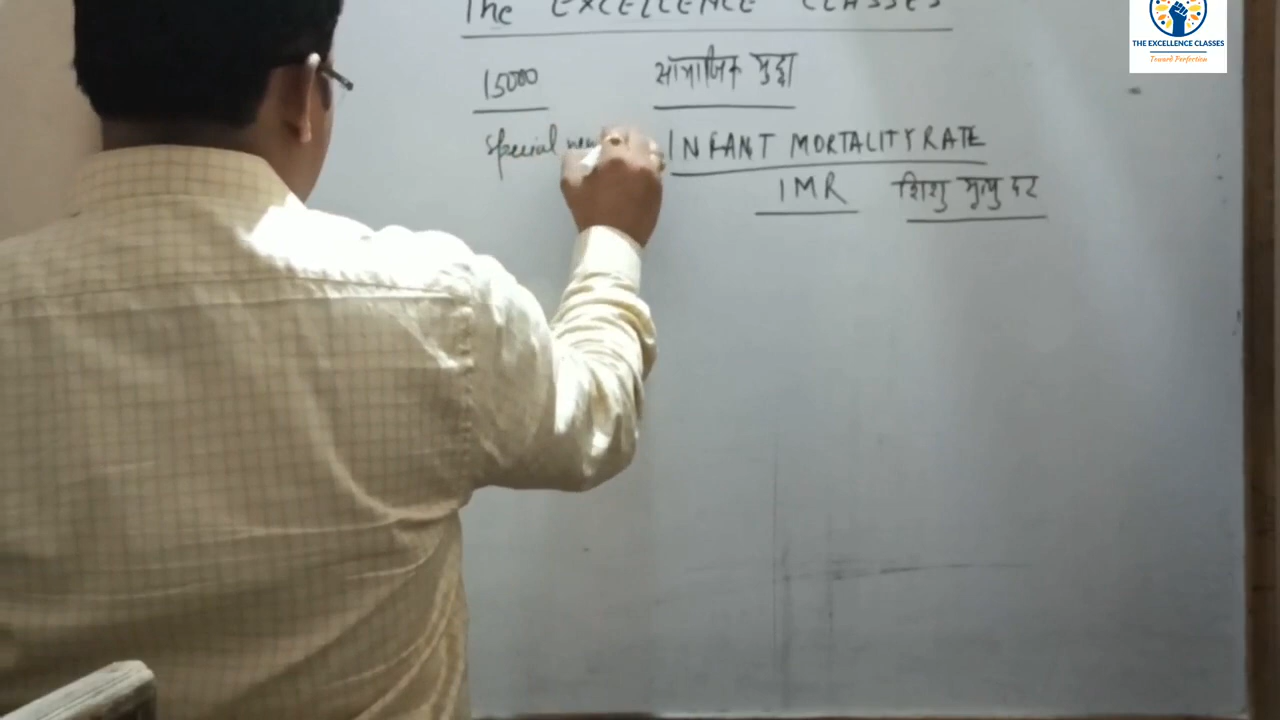 The EXCELLENCE CLASSES
THE EXCELLENCE CLASSES
Toward Perfection
15000 सामाजिक मुद्दा
Special INFANT MORTALITY RATE
IMR शिशु मृत्यु दर